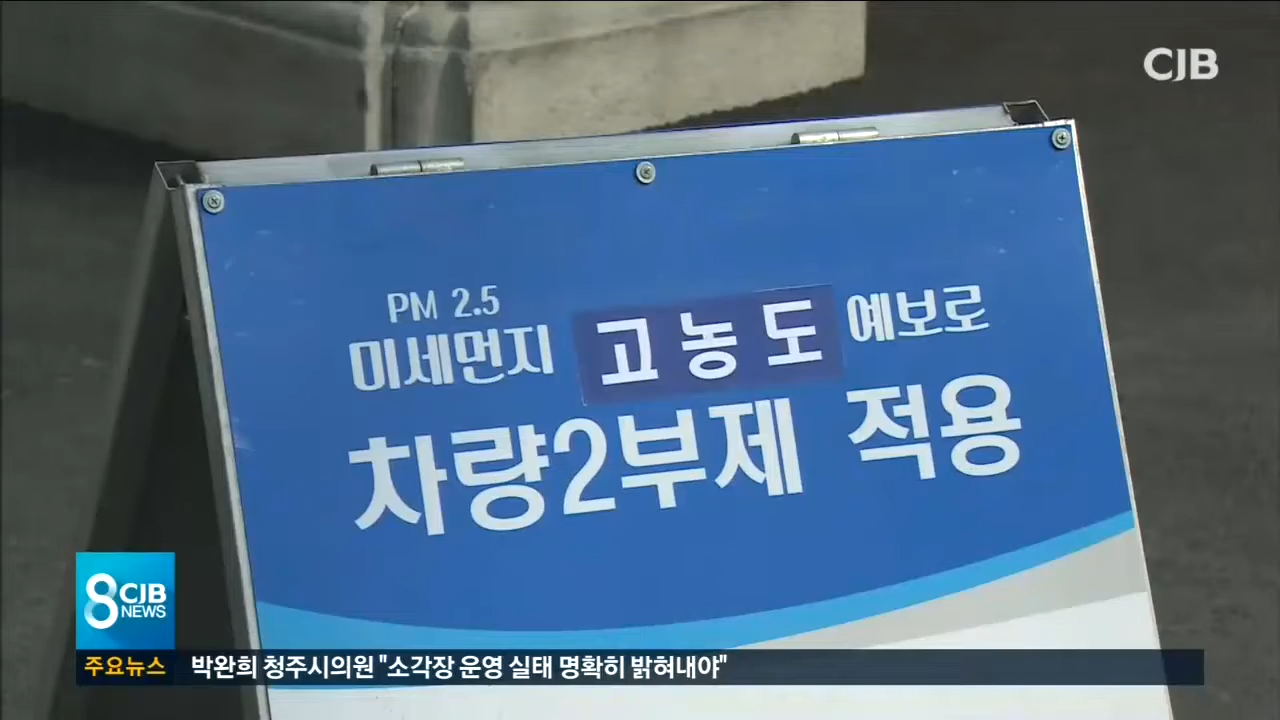 CJB
PM 2.5
미세먼지 고농도 예보로
차량2부제 적용
8 CJB NEWS
주요뉴스 박완희 청주시의원 "소각장 운영 실태 명확히 밝혀내야"